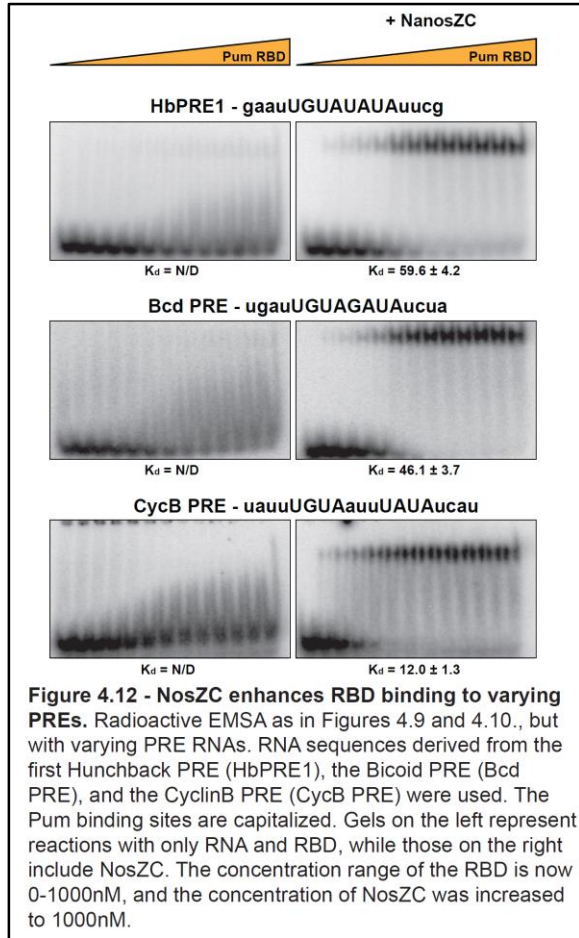 + NanosZC
Pum RBD
Pum RBD
HbPRE1 - gaauUGUAUAUAuucg
Kd = N/D
Kd = 59.6 ± 4.2
Bcd PRE - ugauUGUAGAUAucua
Kd = N/D
Kd = 46.1 ± 3.7
CycB PRE - uauuUGUAauuUAUAucau
Kd = N/D
Kd = 12.0 ± 1.3
Figure 4.12 - NosZC enhances RBD binding to varying
PREs. Radioactive EMSA as in Figures 4.9 and 4.10., but
with varying PRE RNAs. RNA sequences derived from the
first Hunchback PRE (HbPRE1), the Bicoid PRE (Bcd
PRE), and the CyclinB PRE (CycB PRE) were used. The
Pum binding sites are capitalized. Gels on the left represent
reactions with only RNA and RBD, while those on the right
include NosZC. The concentration range of the RBD is now
0-1000nM, and the concentration of NosZC was increased
to 1000nM.